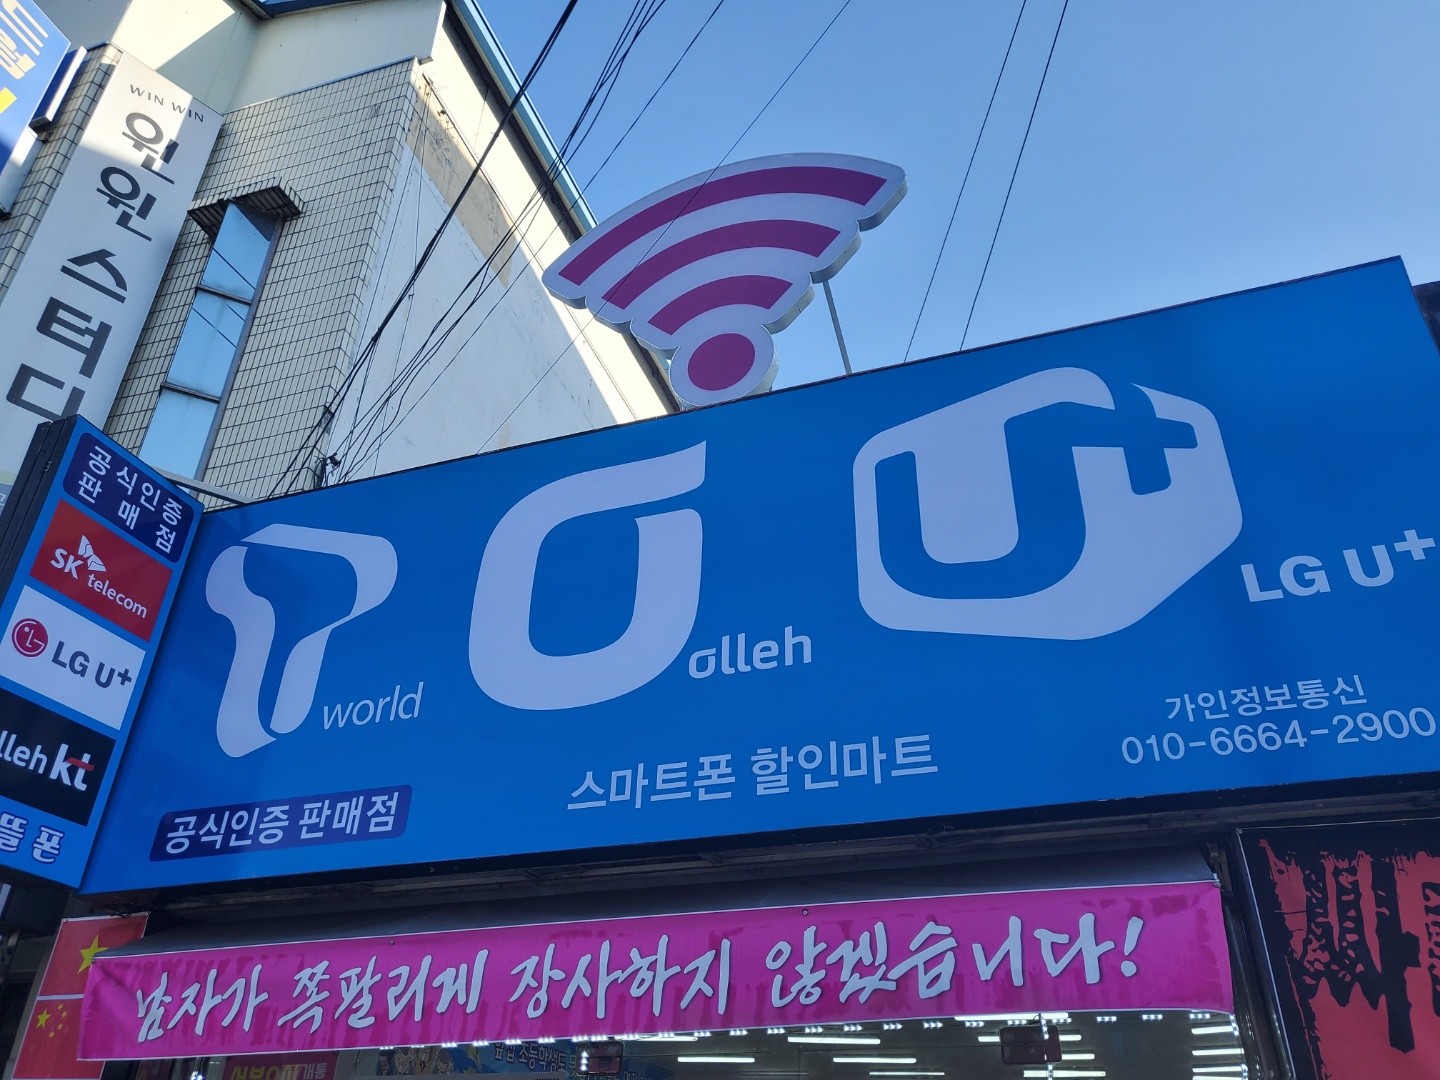 WIN WIN
윈윈 스터디
공식인증
판매점
SK telecom
LG U+
lleh kt
뜰폰
T world
olleh
U+
LG U+
가인정보통신
010-6664-2900
스마트폰 할인마트
공식인증 판매점
남자가 쪽팔리게 장사하지 않겠습니다!